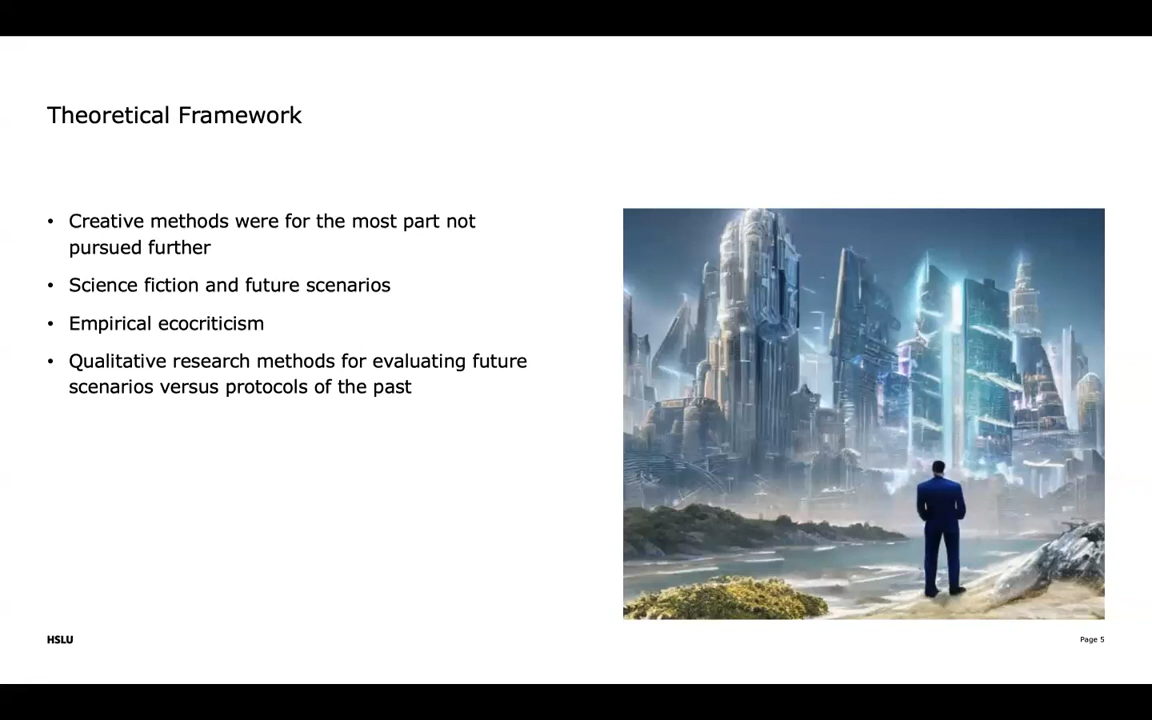 Theoretical Framework
• Creative methods were for the most part not
pursued further
• Science fiction and future scenarios
• Empirical ecocriticism
• Qualitative research methods for evaluating future
scenarios versus protocols of the past
HSLU
Page 5